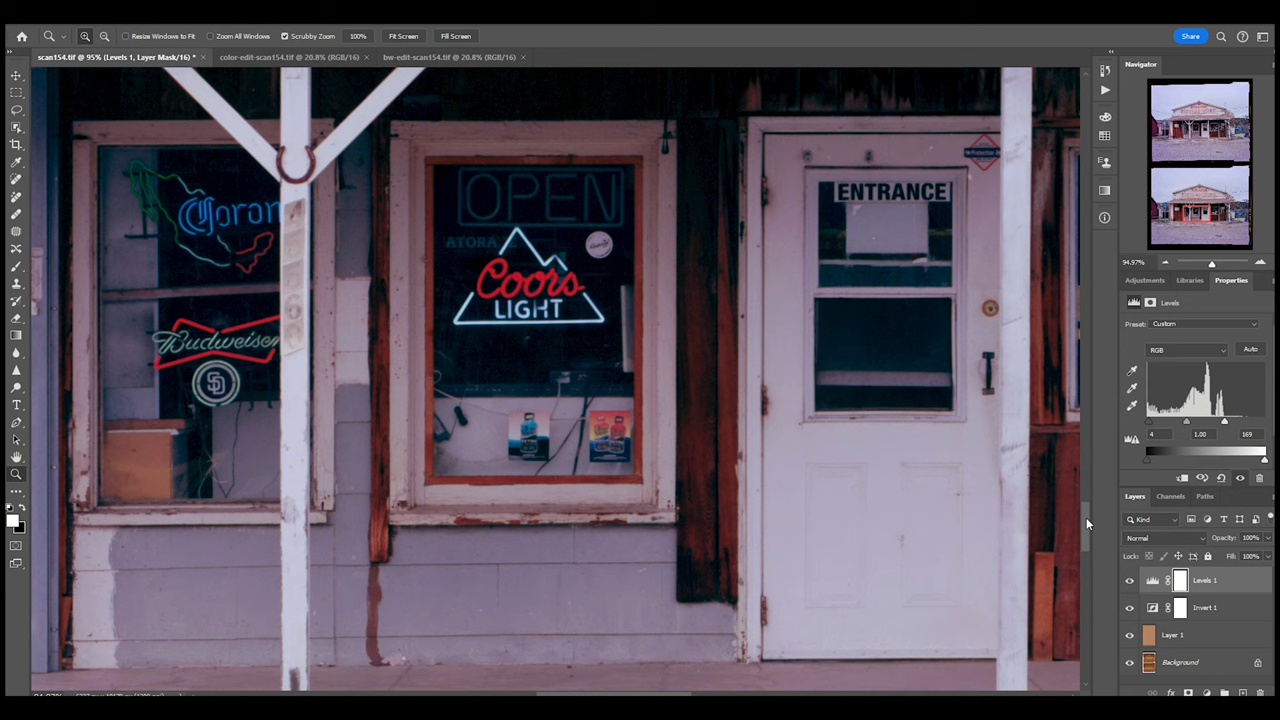 Resize Windows to Fit Zoom All Windows Scrubby Zoom 100% Fit Screen Fill Screen Share
scan154.tif @ 95% (Levels 1, Layer Mask/16) * × color-edit-scan154.tif @ 20.8% (RGB/16) × bw-edit-scan154.tif @ 20.8% (RGB/16) ×
Navigator
94.97%
Adjustments Libraries Properties
Levels
Preset: Custom
RGB Auto
4 1.00 169
Layers Channels Paths
Kind
Normal Opacity: 100%
Lock: Fill: 100%
Levels 1
Invert 1
Layer 1
Background
Coron
Budweiser
SD
OPEN
ATORA
Coors
LIGHT
ENTRANCE